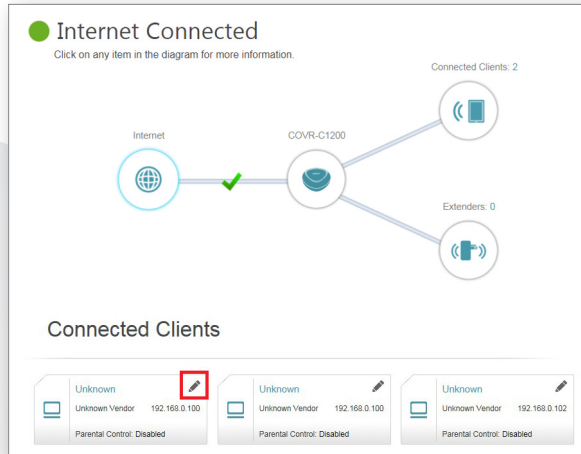 Internet Connected
Click on any item in the diagram for more information.
Connected Clients: 2
Internet
COVR-C1200
Extenders: 0
Connected Clients
Unknown
Unknown Vendor 192.168.0.100
Parental Control: Disabled
Unknown
Unknown Vendor 192.168.0.100
Parental Control: Disabled
Unknown
Unknown Vendor 192.168.0.102
Parental Control: Disabled